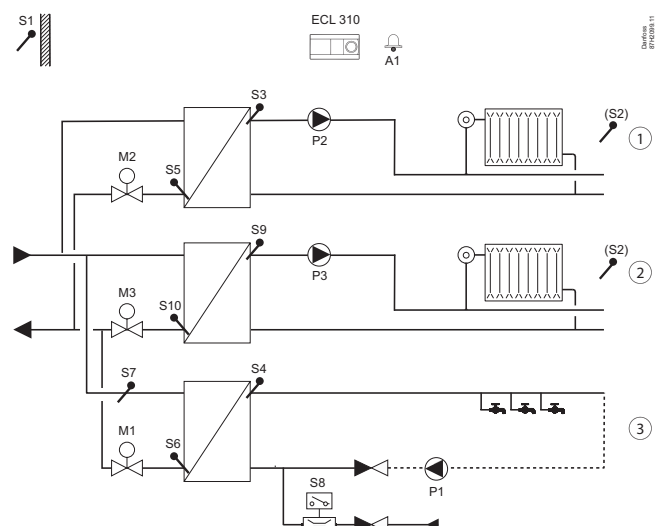 S1
ECL 310
A1
Danfoss
87H2099.11
S3
P2
(S2)
1
M2
S5
S9
P3
(S2)
2
M3
S10
S7
S4
3
M1
S6
S8
P1